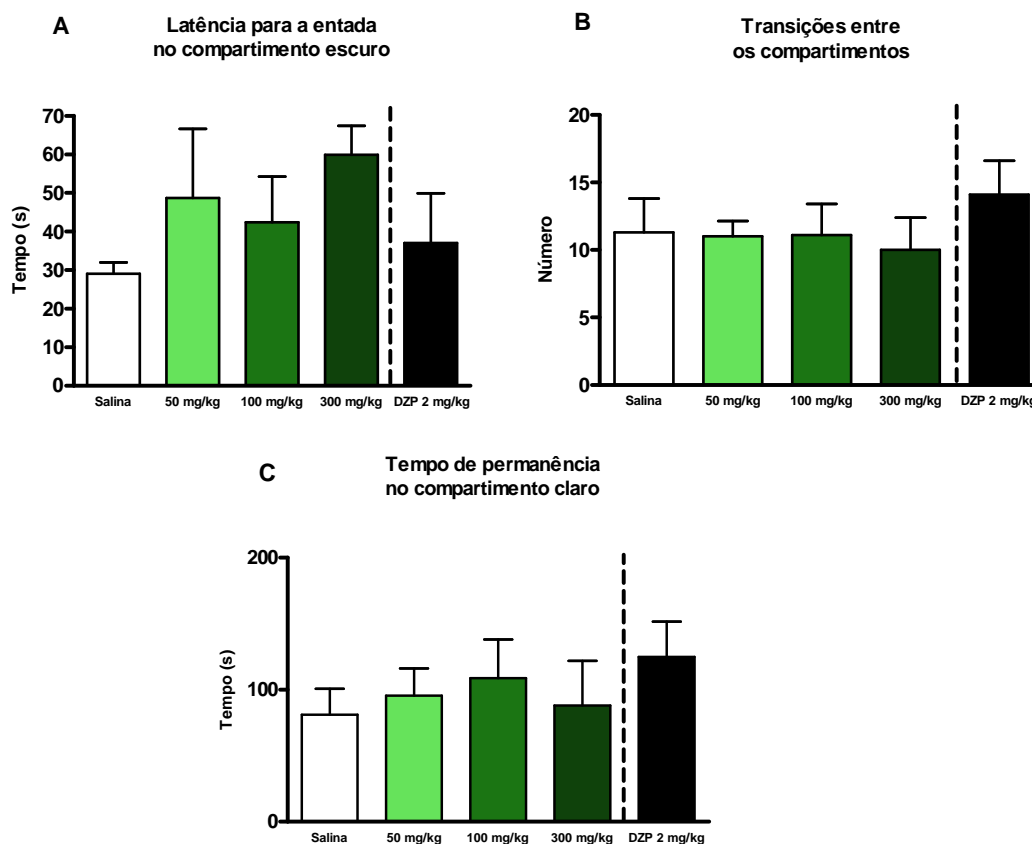 A
Latência para a entada
no compartimento escuro
Tempo (s)
70
60
50
40
30
20
10
0
Salina 50 mg/kg 100 mg/kg 300 mg/kg DZP 2 mg/kg
B
Transições entre
os compartimentos
Número
20
15
10
5
0
Salina 50 mg/kg 100 mg/kg 300 mg/kg DZP 2 mg/kg
C
Tempo de permanência
no compartimento claro
Tempo (s)
200
100
0
Salina 50 mg/kg 100 mg/kg 300 mg/kg DZP 2 mg/kg